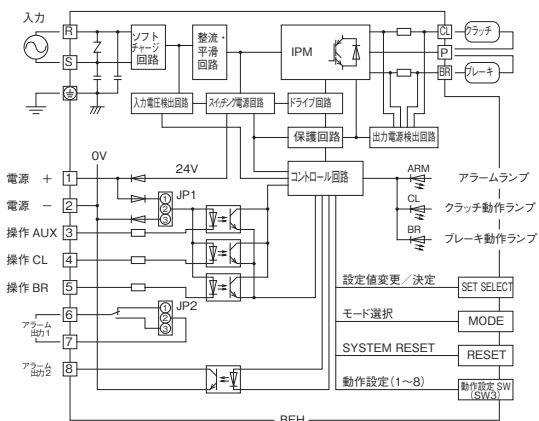 入力
R
S
ソフト
チャージ
回路
整流・
平滑
回路
IPM
CL
P
BR
クラッチ
ブレーキ
入力電圧検出回路
スイッチング電源回路
ドライブ回路
保護回路
出力電源検出回路
コントロール回路
0V
24V
電源 +
1
電源 −
2
操作 AUX
3
操作 CL
4
操作 BR
5
アラーム
出力1
6
7
アラーム
出力2
8
JP1
1
2
3
JP2
1
2
3
ARM
アラームランプ
CL
クラッチ動作ランプ
BR
ブレーキ動作ランプ
設定値変更/決定
SET SELECT
モード選択
MODE
SYSTEM RESET
RESET
動作設定(1~8)
動作設定 SW
(SW3)